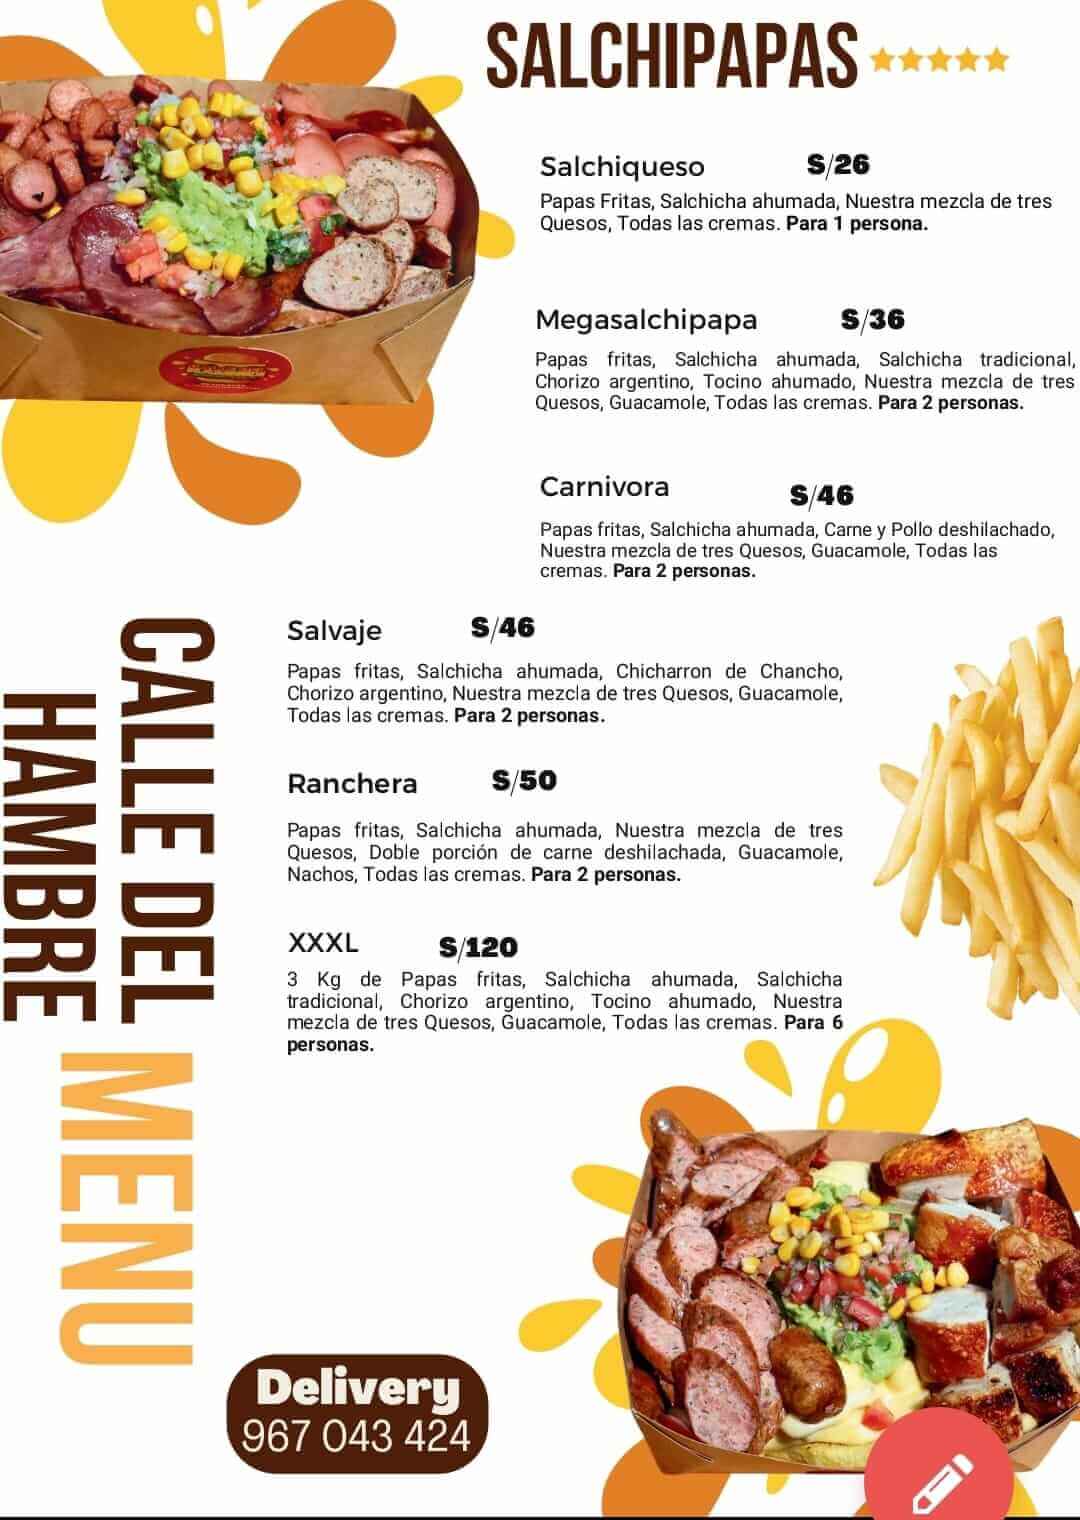 SALCHIPAPAS
Salchiqueso S/26
Papas Fritas, Salchicha ahumada, Nuestra mezcla de tres
Quesos, Todas las cremas. Para 1 persona.
Megasalchipapa S/36
Papas fritas, Salchicha ahumada, Salchicha tradicional,
Chorizo argentino, Tocino ahumado, Nuestra mezcla de tres
Quesos, Guacamole, Todas las cremas. Para 2 personas.
Carnivora S/46
Papas fritas, Salchicha ahumada, Carne y Pollo deshilachado,
Nuestra mezcla de tres Quesos, Guacamole, Todas las
cremas. Para 2 personas.
Salvaje S/46
Papas fritas, Salchicha ahumada, Chicharron de Chancho,
Chorizo argentino, Nuestra mezcla de tres Quesos, Guacamole,
Todas las cremas. Para 2 personas.
Ranchera S/50
Papas fritas, Salchicha ahumada, Nuestra mezcla de tres
Quesos, Doble porción de carne deshilachada, Guacamole,
Nachos, Todas las cremas. Para 2 personas.
XXXL S/120
3 Kg de Papas fritas, Salchicha ahumada, Salchicha
tradicional, Chorizo argentino, Tocino ahumado, Nuestra
mezcla de tres Quesos, Guacamole, Todas las cremas. Para 6
personas.
CALLE DEL
HAMBRE
MENU
Delivery
967 043 424